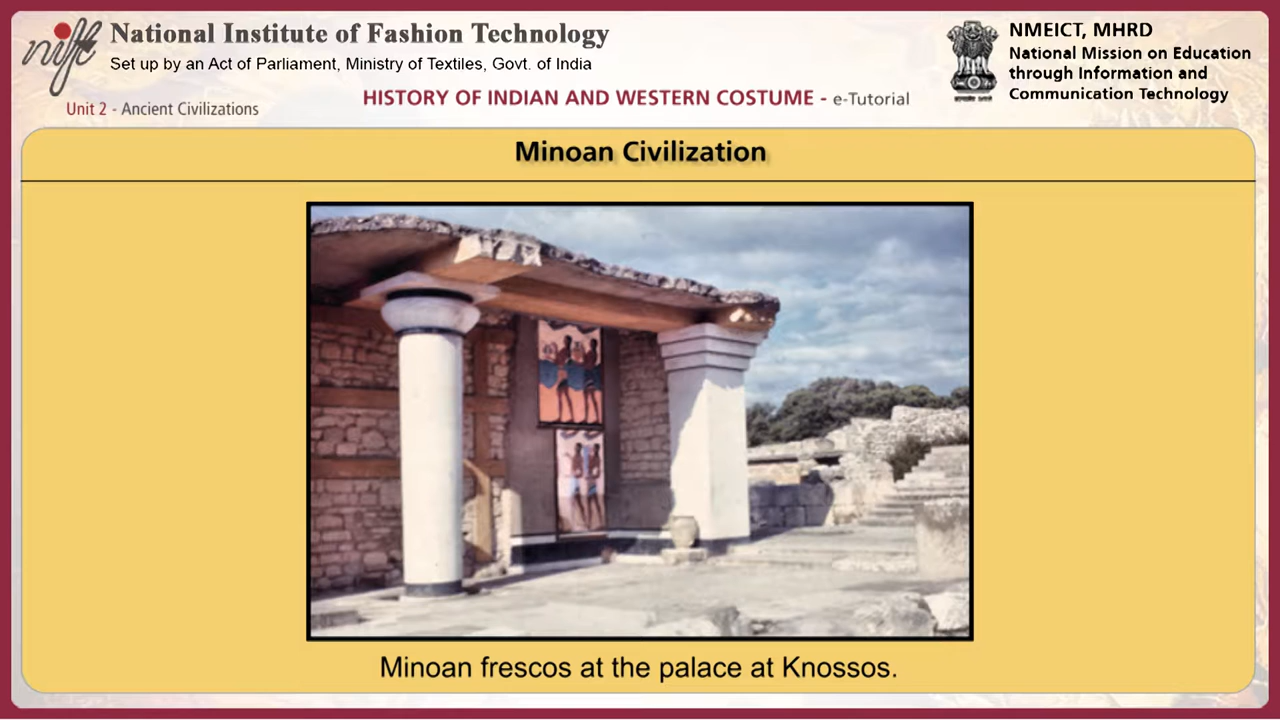 nift
National Institute of Fashion Technology
Set up by an Act of Parliament, Ministry of Textiles, Govt. of India
Unit 2 - Ancient Civilizations
HISTORY OF INDIAN AND WESTERN COSTUME - e-Tutorial
NMEICT, MHRD
National Mission on Education
through Information and
Communication Technology
Minoan Civilization
Minoan frescos at the palace at Knossos.